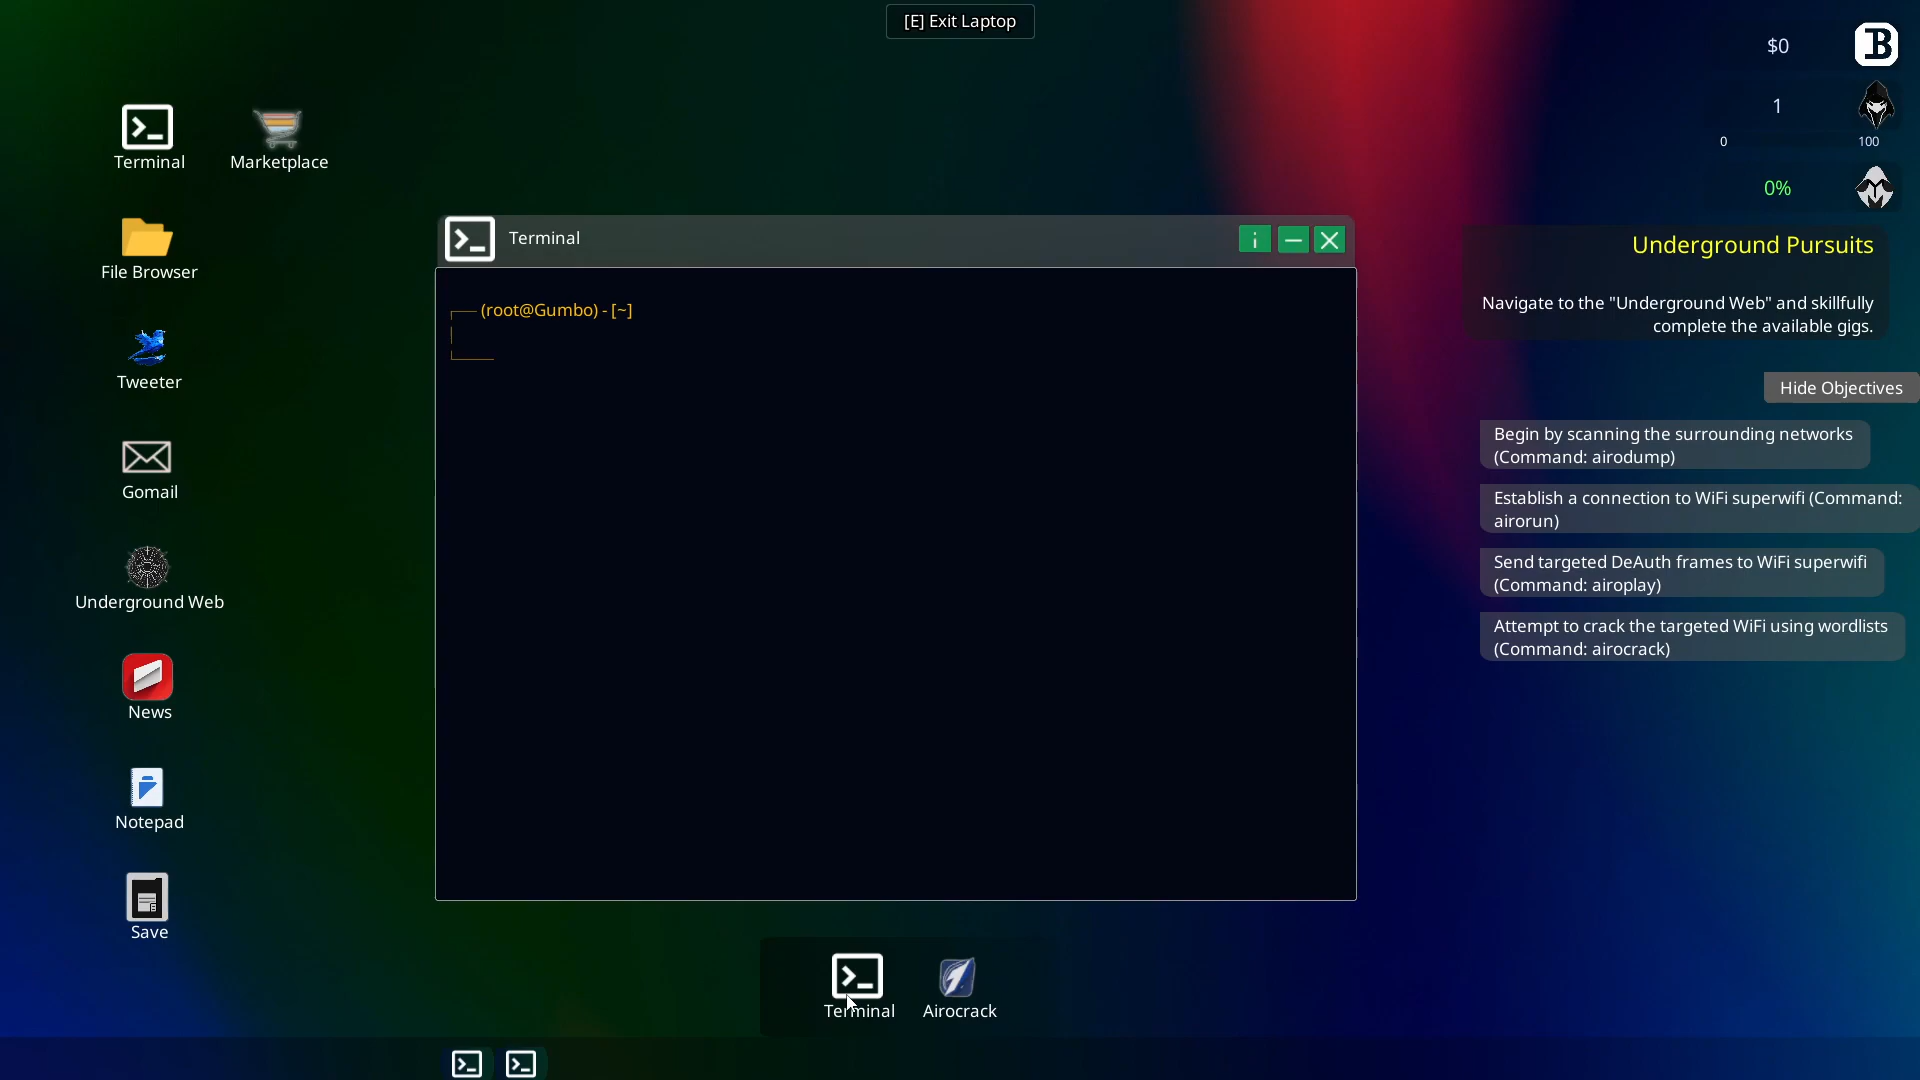 [E] Exit Laptop
$0
1
0
100
0%
Terminal
Marketplace
File Browser
Tweeter
Gomail
Underground Web
News
Notepad
Save
Terminal
(root@Gumbo) - [~]
Underground Pursuits
Navigate to the "Underground Web" and skillfully
complete the available gigs.
Hide Objectives
Begin by scanning the surrounding networks
(Command: airodump)
Establish a connection to WiFi superwifi (Command:
airorun)
Send targeted DeAuth frames to WiFi superwifi
(Command: airoplay)
Attempt to crack the targeted WiFi using wordlists
(Command: airocrack)
Terminal
Airocrack